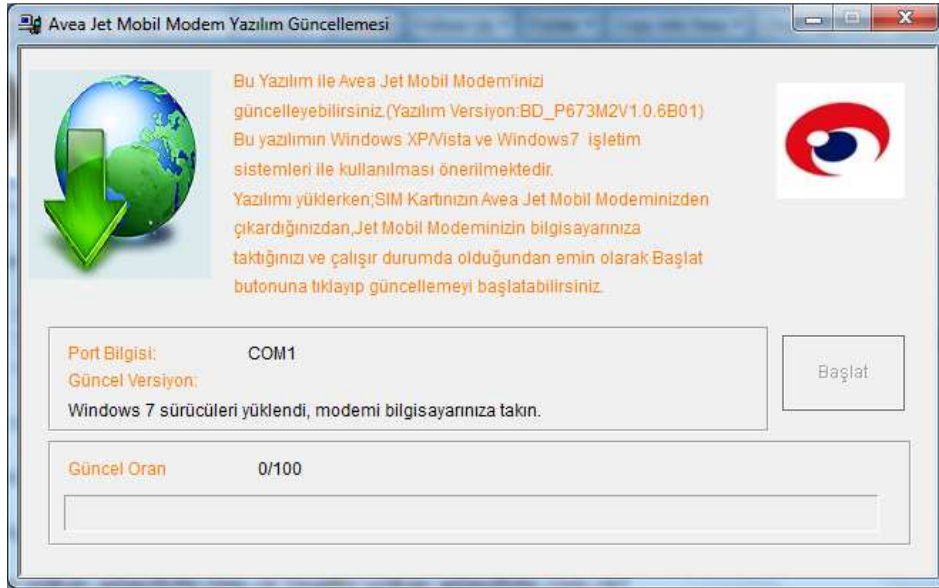 Avea Jet Mobil Modem Yazılım Güncellemesi
Bu Yazılım ile Avea Jet Mobil Modem'inizi
güncelleyebilirsiniz.(Yazılım Versiyon:BD_P673M2V1.0.6B01)
Bu yazılımın Windows XP/Vista ve Windows7 işletim
sistemleri ile kullanılması önerilmektedir.
Yazılımı yüklerken;SIM Kartınızın Avea Jet Mobil Modeminizden
çıkardığınızdan,Jet Mobil Modeminizin bilgisayarınıza
taktığınızı ve çalışır durumda olduğundan emin olarak Başlat
butonuna tıklayıp güncellemeyi başlatabilirsiniz.
Port Bilgisi: COM1
Güncel Versiyon:
Windows 7 sürücüleri yüklendi, modemi bilgisayarınıza takın.
Başlat
Güncel Oran 0/100